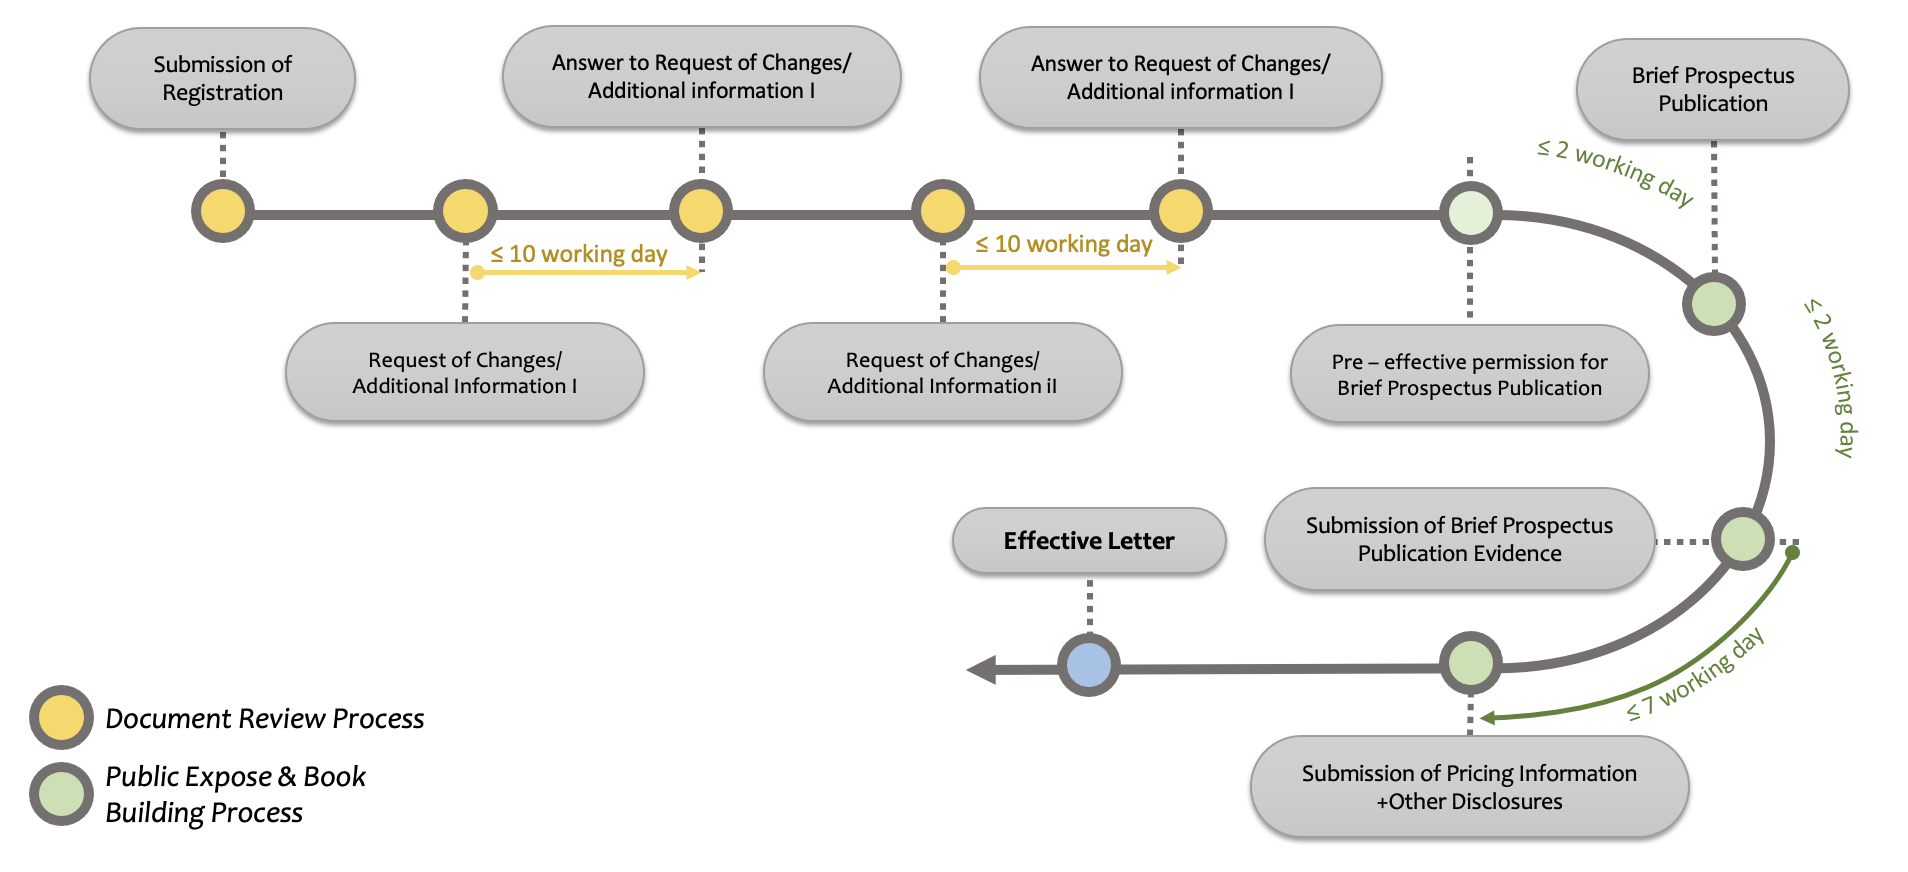 Submission of
Registration
Answer to Request of Changes/
Additional information I
Answer to Request of Changes/
Additional information I
Brief Prospectus
Publication
≤ 2 working day
≤ 10 working day
≤ 10 working day
Request of Changes/
Additional Information I
Request of Changes/
Additional Information iI
Pre – effective permission for
Brief Prospectus Publication
≤ 2 working day
Effective Letter
Submission of Brief Prospectus
Publication Evidence
≤ 7 working day
Submission of Pricing Information
+Other Disclosures
Document Review Process
Public Expose & Book
Building Process